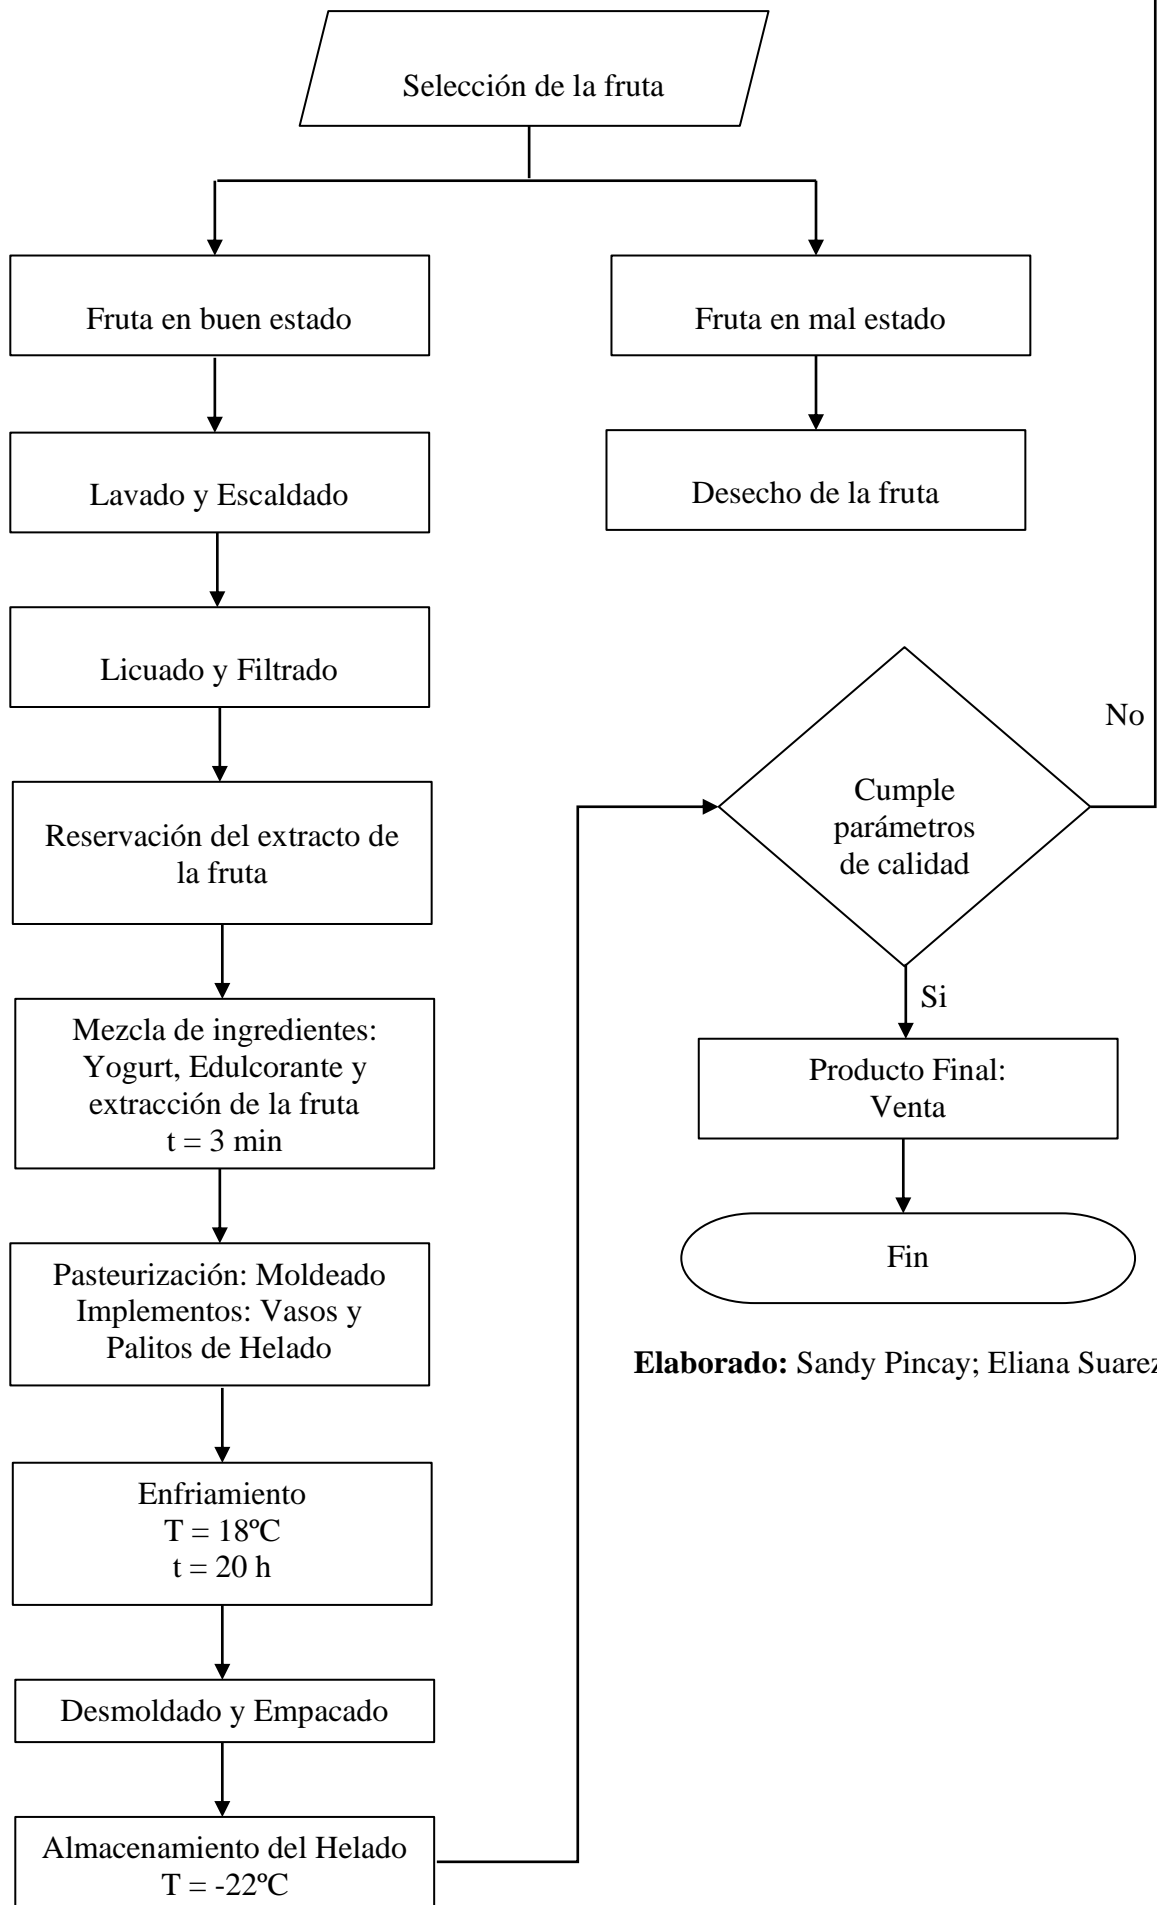 Selección de la fruta
Fruta en buen estado
Fruta en mal estado
Lavado y Escaldado
Desecho de la fruta
Licuado y Filtrado
No
Cumple
parámetros
de calidad
Reservación del extracto de
la fruta
Si
Mezcla de ingredientes:
Yogurt, Edulcorante y
extracción de la fruta
t = 3 min
Producto Final:
Venta
Pasteurización: Moldeado
Implementos: Vasos y
Palitos de Helado
Fin
Elaborado: Sandy Pincay; Eliana Suarez
Enfriamiento
T = 18ºC
t = 20 h
Desmoldado y Empacado
Almacenamiento del Helado
T = -22ºC